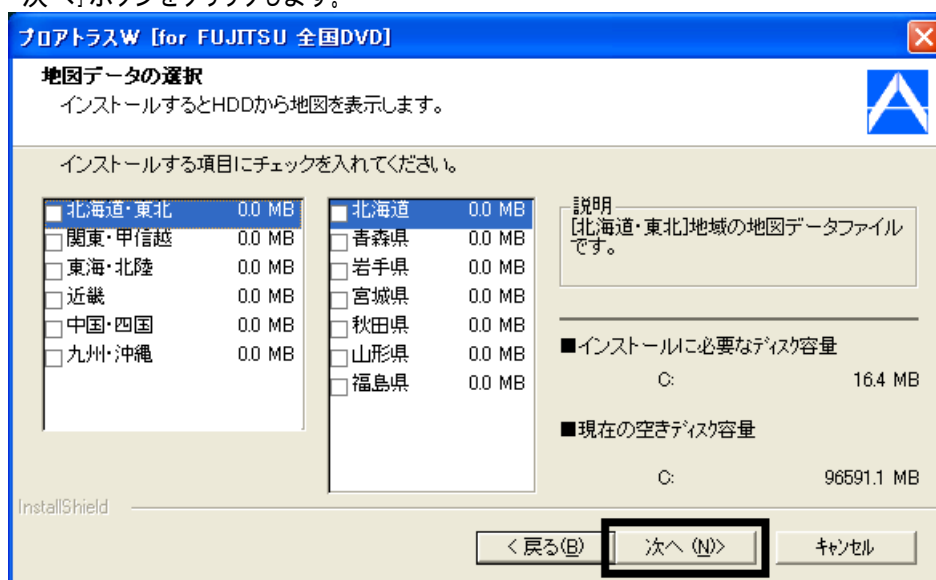 次へ]ボタンをクリックします。
プロアトラスW [for FUJITSU 全国DVD]
地図データの選択
インストールするとHDDから地図を表示します。
インストールする項目にチェックを入れてください。
北海道・東北 0.0 MB
関東・甲信越 0.0 MB
東海・北陸 0.0 MB
近畿 0.0 MB
中国・四国 0.0 MB
九州・沖縄 0.0 MB
北海道 0.0 MB
青森県 0.0 MB
岩手県 0.0 MB
宮城県 0.0 MB
秋田県 0.0 MB
山形県 0.0 MB
福島県 0.0 MB
説明
[北海道・東北]地域の地図データファイル
です。
■インストールに必要なディスク容量
C: 16.4 MB
■現在の空きディスク容量
C: 96591.1 MB
InstallShield
< 戻る(B)
次へ (N)>
キャンセル